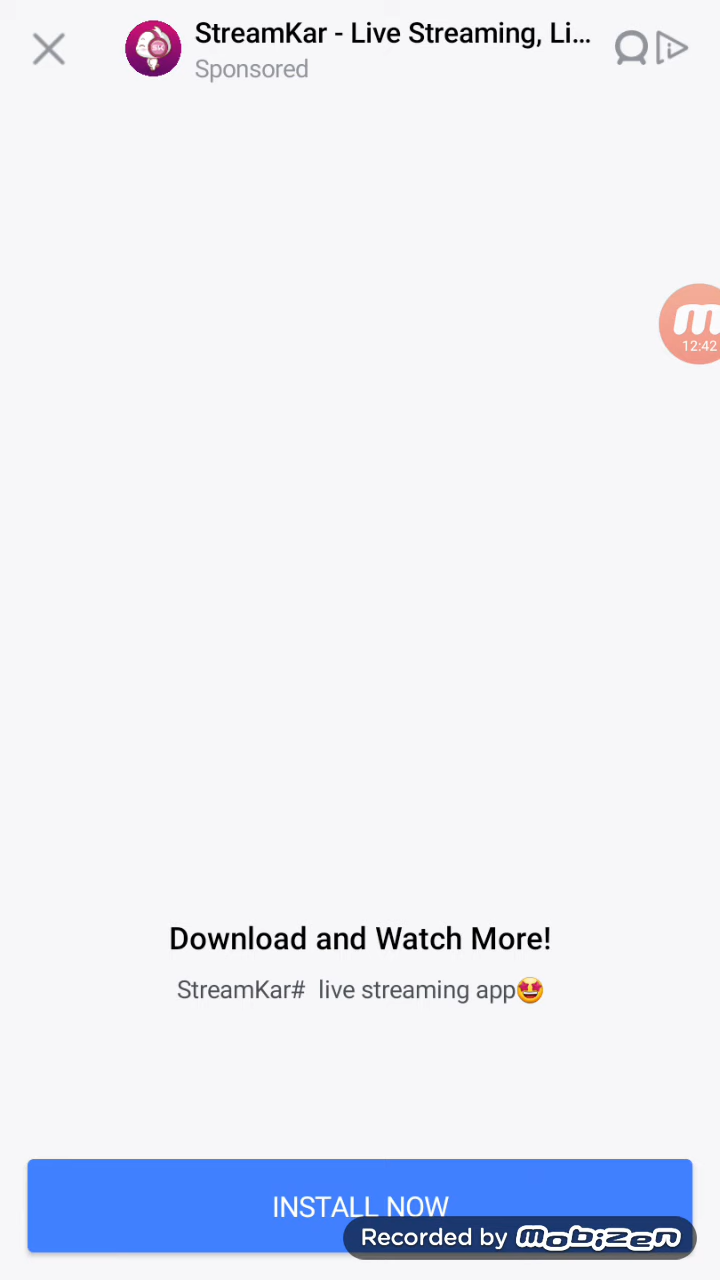 StreamKar - Live Streaming, Li...
Sponsored
12:42
Download and Watch More!
StreamKar# live streaming app🤩
INSTALL NOW
Recorded by mobizen